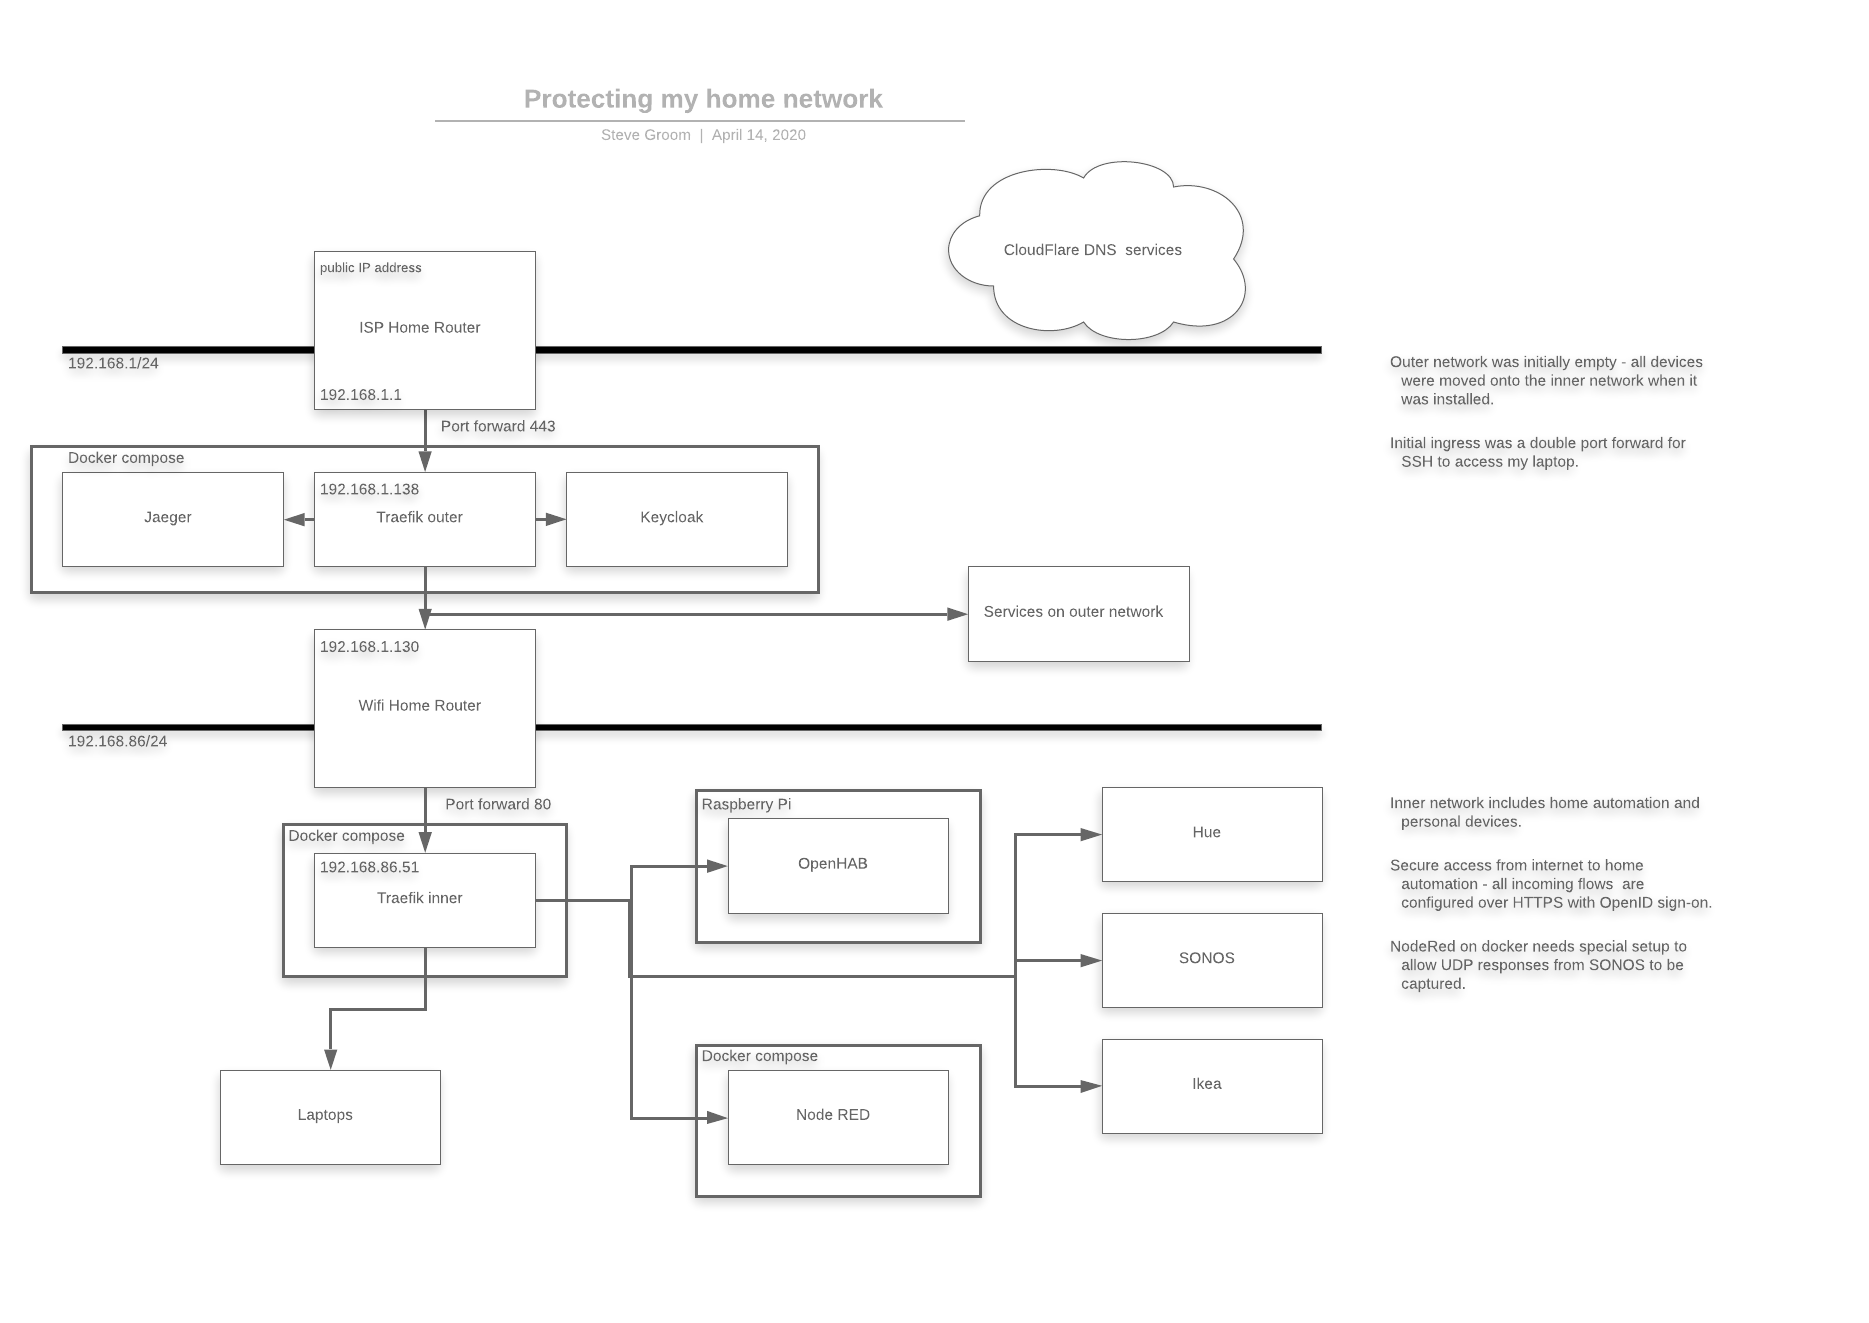 Protecting my home network
Steve Groom | April 14, 2020
CloudFlare DNS  services
public IP address
ISP Home Router
192.168.1/24
192.168.1.1
Port forward 443
Outer network was initially empty - all devices
were moved onto the inner network when it
was installed.
Initial ingress was a double port forward for
SSH to access my laptop.
Docker compose
Jaeger
192.168.1.138
Traefik outer
Keycloak
Services on outer network
192.168.1.130
Wifi Home Router
192.168.86/24
Port forward 80
Docker compose
192.168.86.51
Traefik inner
Raspberry Pi
OpenHAB
Hue
SONOS
Ikea
Laptops
Docker compose
Node RED
Inner network includes home automation and
personal devices.
Secure access from internet to home
automation - all incoming flows  are
configured over HTTPS with OpenID sign-on.
NodeRed on docker needs special setup to
allow UDP responses from SONOS to be
captured.